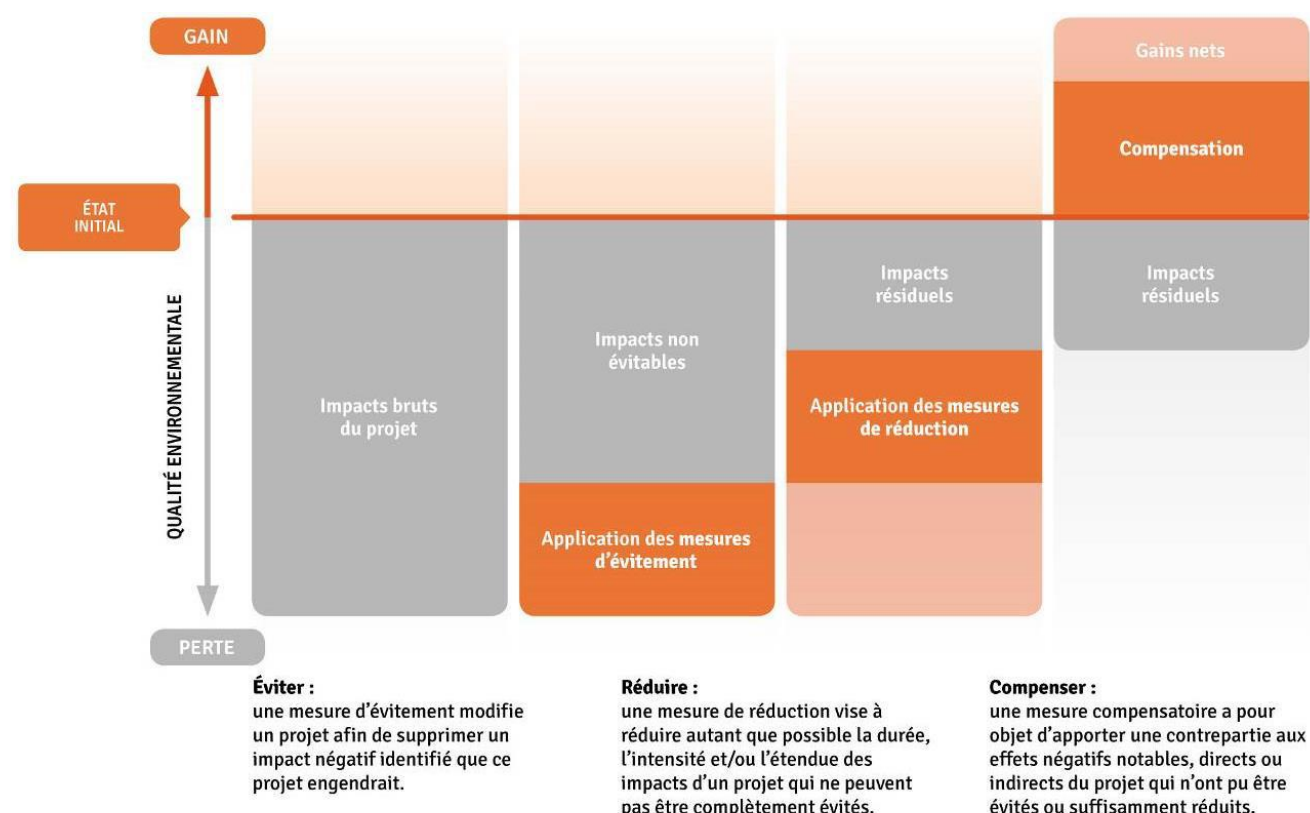 GAIN
ÉTAT
INITIAL
QUALITÉ ENVIRONNEMENTALE
PERTE
Impacts bruts
du projet
Impacts non
évitables
Application des mesures
d’évitement
Impacts
résiduels
Application des mesures
de réduction
Gains nets
Compensation
Impacts
résiduels
Éviter :
une mesure d’évitement modifie
un projet afin de supprimer un
impact négatif identifié que ce
projet engendrait.
Réduire :
une mesure de réduction vise à
réduire autant que possible la durée,
l’intensité et/ou l’étendue des
impacts d’un projet qui ne peuvent
pas être complètement évités.
Compenser :
une mesure compensatoire a pour
objet d’apporter une contrepartie aux
effets négatifs notables, directs ou
indirects du projet qui n’ont pu être
évités ou suffisamment réduits.